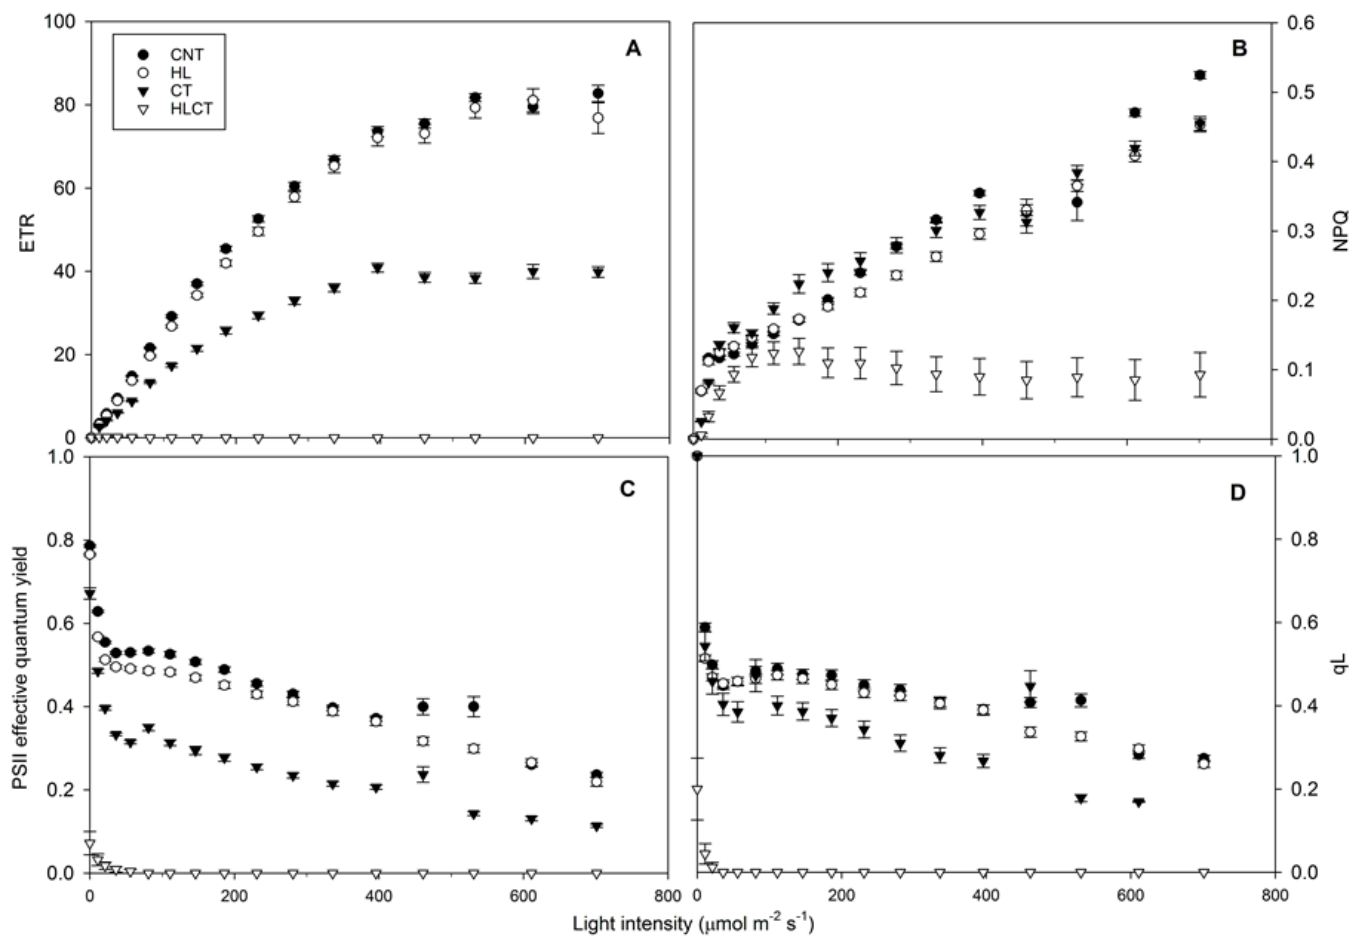 100
80
60
40
20
0
ETR
CNT
HL
CT
HLCT
A
B
0.6
0.5
0.4
0.3
0.2
0.1
0.0
NPQ
1.0
0.8
0.6
0.4
0.2
0.0
PSII effective quantum yield
C
D
1.0
0.8
0.6
0.4
0.2
0.0
qL
0 200 400 600 800
0 200 400 600 800
Light intensity (μmol m-2 s-1)